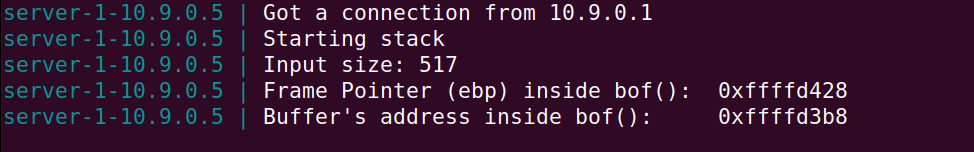 server-1-10.9.0.5 | Got a connection from 10.9.0.1
server-1-10.9.0.5 | Starting stack
server-1-10.9.0.5 | Input size: 517
server-1-10.9.0.5 | Frame Pointer (ebp) inside bof():  0xffffd428
server-1-10.9.0.5 | Buffer's address inside bof():     0xffffd3b8